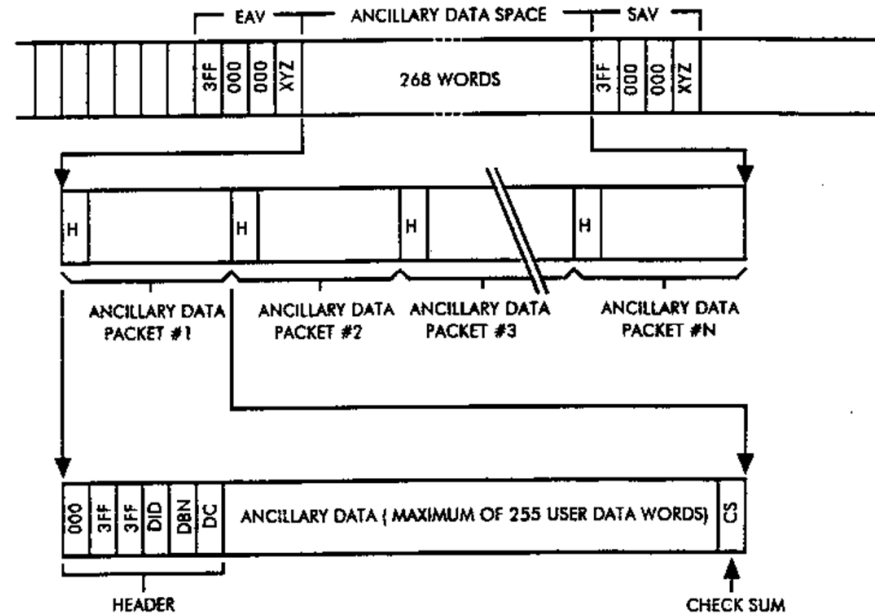 EAV
ANCILLARY DATA SPACE
SAV
3FF
000
000
XYZ
268 WORDS
3FF
000
000
XYZ
H
H
H
H
ANCILLARY DATA
PACKET #1
ANCILLARY DATA
PACKET #2
ANCILLARY DATA
PACKET #3
ANCILLARY DATA
PACKET #N
000
3FF
3FF
DID
DBN
DC
ANCILLARY DATA ( MAXIMUM OF 255 USER DATA WORDS)
CS
HEADER
CHECK SUM